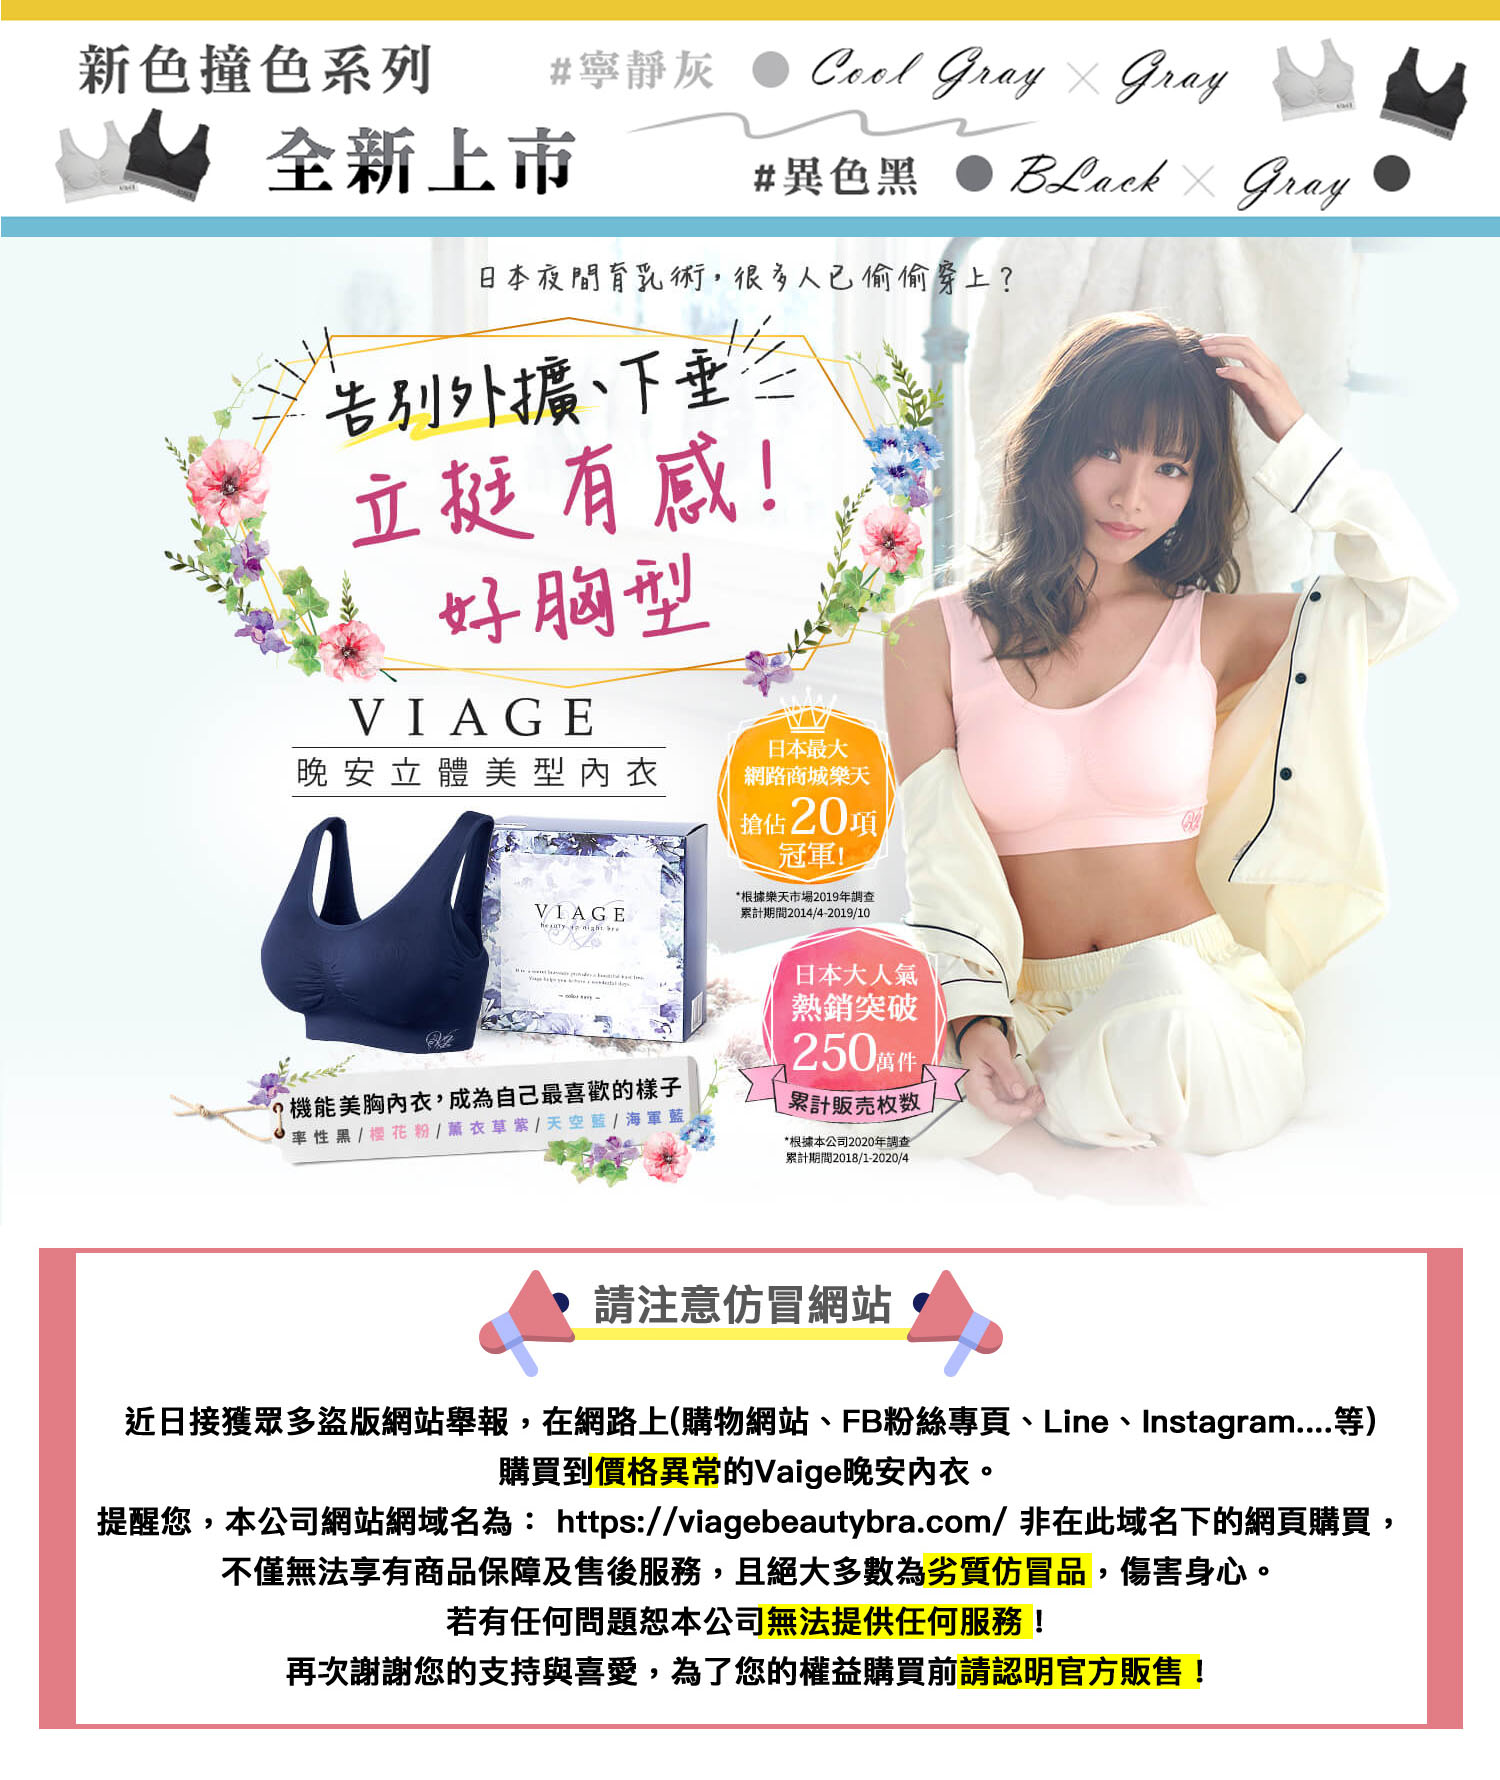 新色撞色系列
全新上市
#寧靜灰 Cool Gray × Gray
#異色黑 BLack × Gray
日本夜間育乳術,很多人已偷偷穿上?
告別外擴、下垂
立挺有感!
好胸型
VIAGE
晚安立體美型內衣
日本最大
網路商城樂天
搶佔20項
冠軍!
*根據樂天市場2019年調查
累計期間2014/4-2019/10
VIAGE
beauty up night bra
— color navy —
日本大人氣
熱銷突破
250萬件
累計販売枚数
*根據本公司2020年調查
累計期間2018/1-2020/4
機能美胸內衣,成為自己最喜歡的樣子
率性黑/櫻花粉/薰衣草紫/天空藍/海軍藍
請注意仿冒網站
近日接獲眾多盜版網站舉報,在網路上(購物網站、FB粉絲專頁、Line、Instagram....等)
購買到價格異常的Vaige晚安內衣。
提醒您,本公司網站網域名為: https://viagebeautybra.com/ 非在此域名下的網頁購買,
不僅無法享有商品保障及售後服務,且絕大多數為劣質仿冒品,傷害身心。
若有任何問題恕本公司無法提供任何服務!
再次謝謝您的支持與喜愛,為了您的權益購買前請認明官方販售!